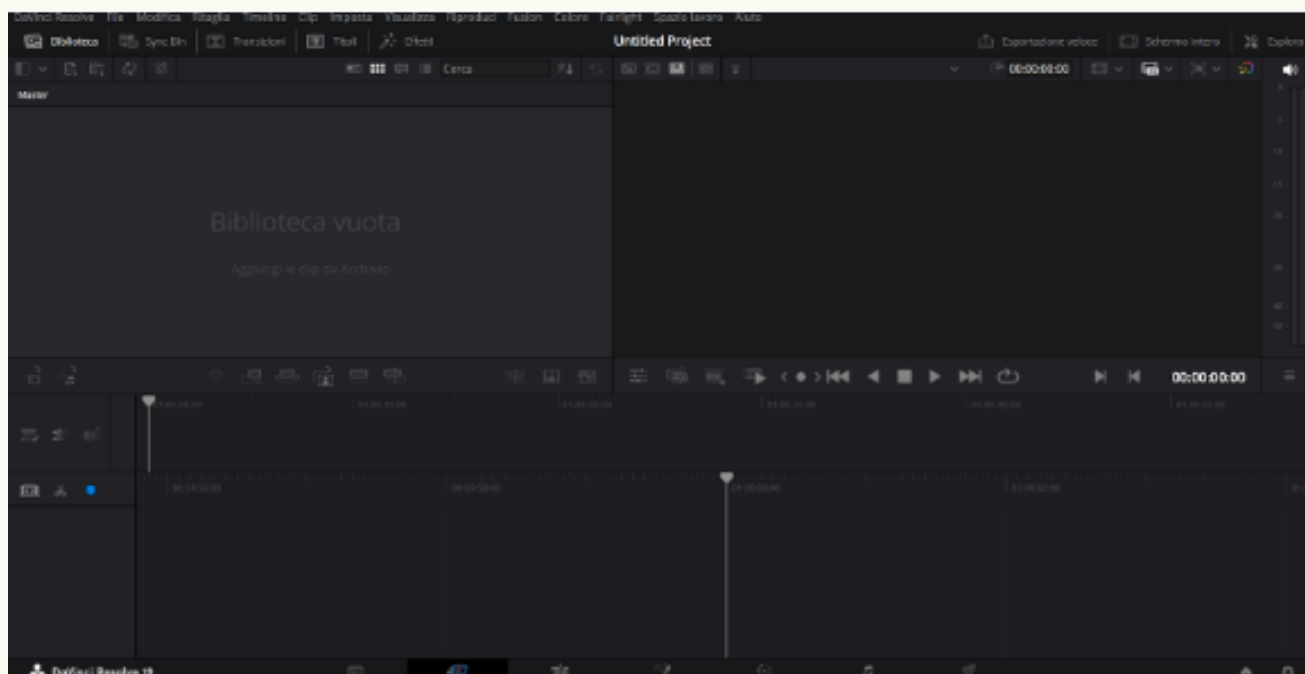 DaVinci Resolve File Modifica Ritaglia Timeline Clip Imposta Visualizza Riproduci Fusion Colore Fairlight Spazio lavoro Aiuto
Biblioteca Sync Bin Transizioni Titoli Effetti Untitled Project Esportazione veloce Schermo intero Esplora
Cerca 00:00:00:00
Master
Biblioteca vuota
Aggiungi le clip da Archivio
00:00:00:00
DaVinci Resolve 19